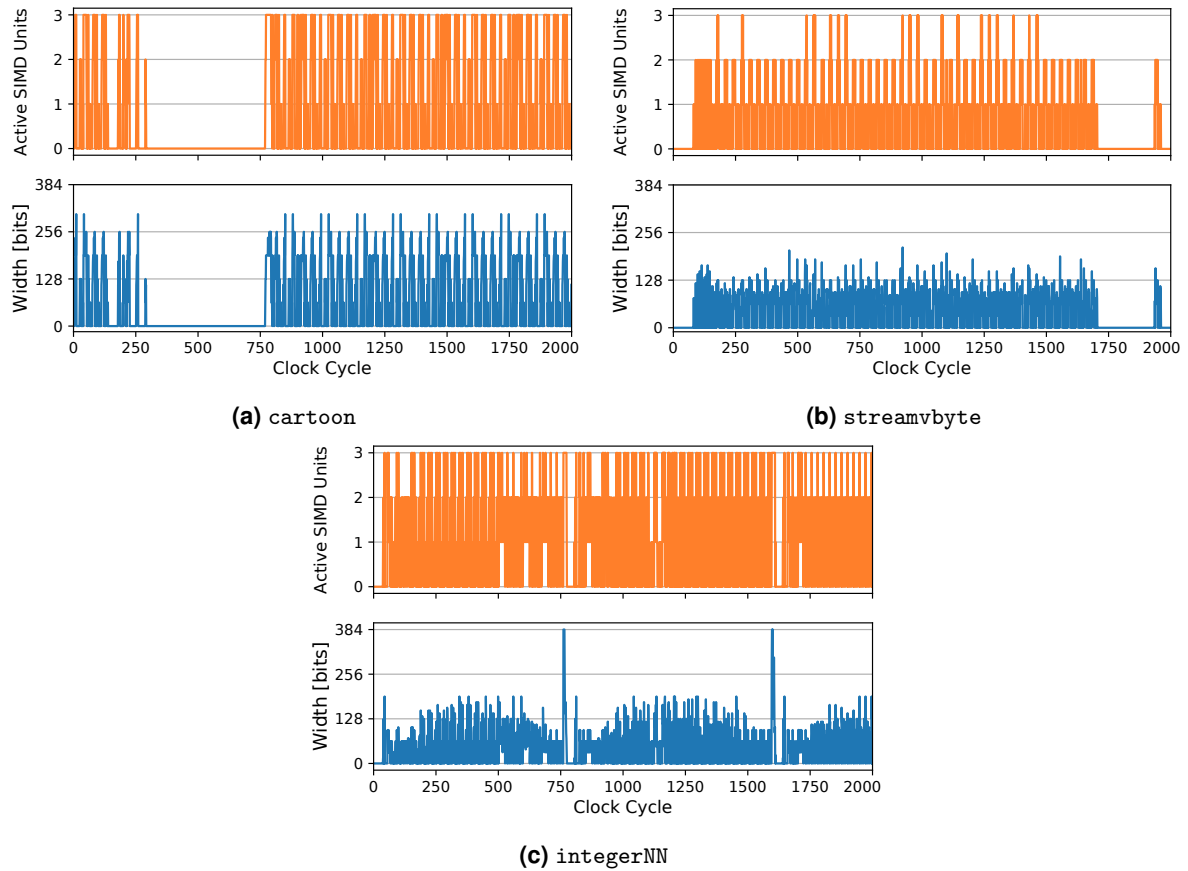 3
2
1
0
Active SIMD Units
384
256
128
0
Width [bits]
0 250 500 750 1000 1250 1500 1750 2000
Clock Cycle
(a) cartoon
3
2
1
0
Active SIMD Units
384
256
128
0
Width [bits]
0 250 500 750 1000 1250 1500 1750 2000
Clock Cycle
(b) streamvbyte
3
2
1
0
Active SIMD Units
384
256
128
0
Width [bits]
0 250 500 750 1000 1250 1500 1750 2000
Clock Cycle
(c) integerNN